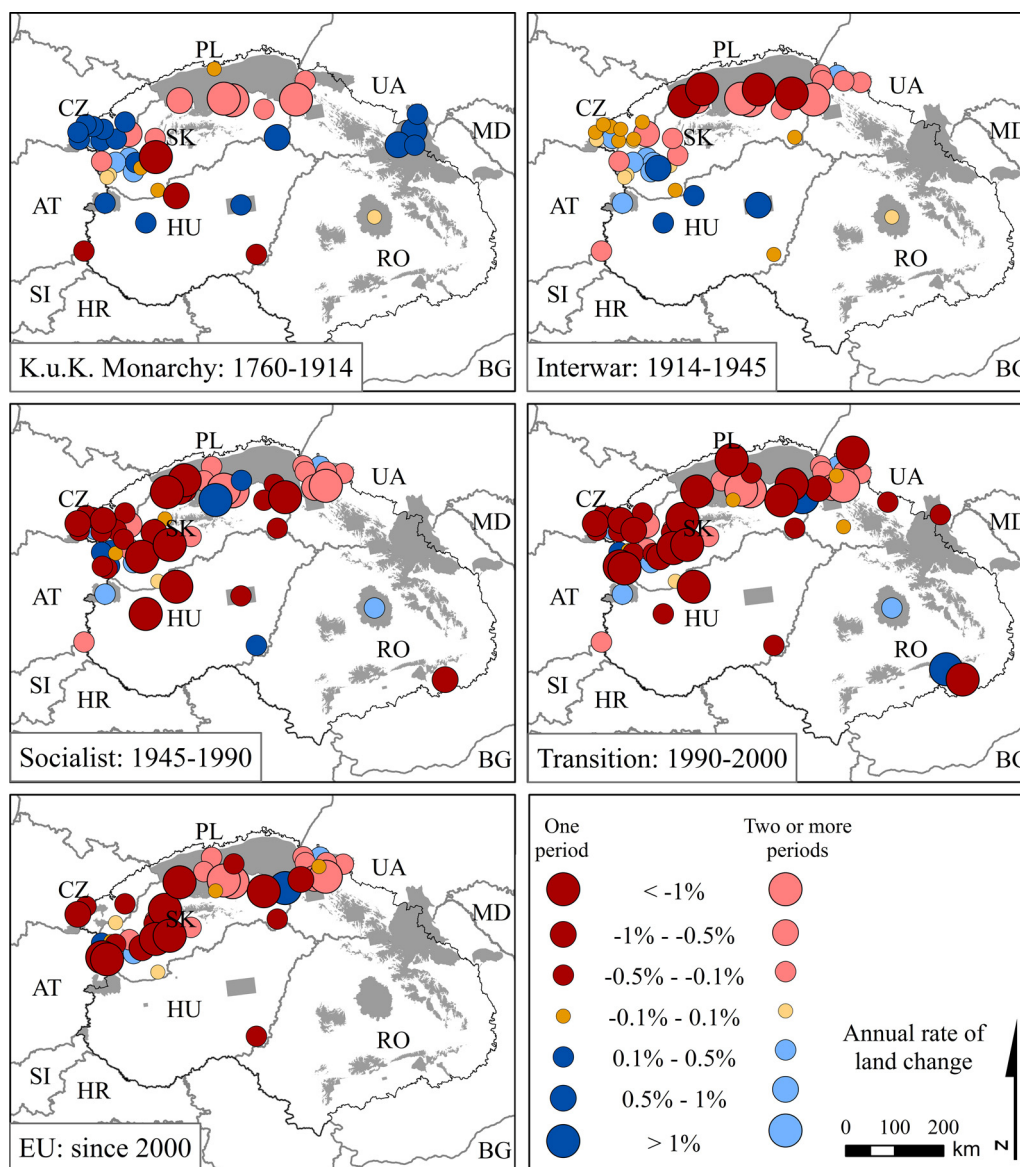 PL
UA
CZ
MD
SK
AT
HU
RO
SI
HR
BG
K.u.K. Monarchy: 1760-1914
PL
UA
CZ
MD
SK
AT
HU
RO
SI
HR
BG
Interwar: 1914-1945
PL
UA
CZ
MD
SK
AT
HU
RO
SI
HR
BG
Socialist: 1945-1990
PL
UA
CZ
MD
SK
AT
HU
RO
SI
HR
BG
Transition: 1990-2000
PL
UA
CZ
MD
SK
AT
HU
RO
SI
HR
BG
EU: since 2000
One period
Two or more periods
< -1%
-1% - -0.5%
-0.5% - -0.1%
-0.1% - 0.1%
0.1% - 0.5%
0.5% - 1%
> 1%
Annual rate of
land change
0 100 200
km
N